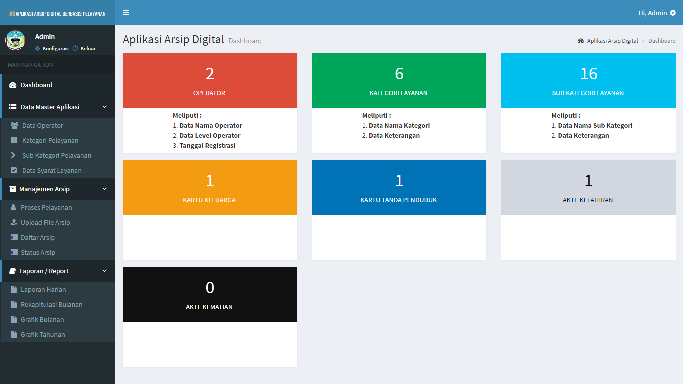 APLIKASI ARSIP DIGITAL BERBASIS PELAYANAN
Hi, Admin
Admin
Konfigurasi Keluar
MAIN NAVIGATION
Dashboard
Data Master Aplikasi
Data Operator
Kategori Pelayanan
Sub Kategori Pelayanan
Data Syarat Layanan
Manajemen Arsip
Proses Pelayanan
Upload File Arsip
Daftar Arsip
Status Arsip
Laporan / Report
Laporan Harian
Rekapitulasi Bulanan
Grafik Bulanan
Grafik Tahunan
Aplikasi Arsip Digital Dashboard
Aplikasi Arsip Digital > Dashboard
2
OPERATOR
Meliputi :
1. Data Nama Operator
2. Data Level Operator
3. Tanggal Registrasi
6
KATEGORI LAYANAN
Meliputi :
1. Data Nama Kategori
2. Data Keterangan
16
SUB KATEGORI LAYANAN
Meliputi :
1. Data Nama Sub Kategori
2. Data Keterangan
1
KARTU KELUARGA
1
KARTU TANDA PENDUDUK
1
AKTE KELAHIRAN
0
AKTE KEMATIAN